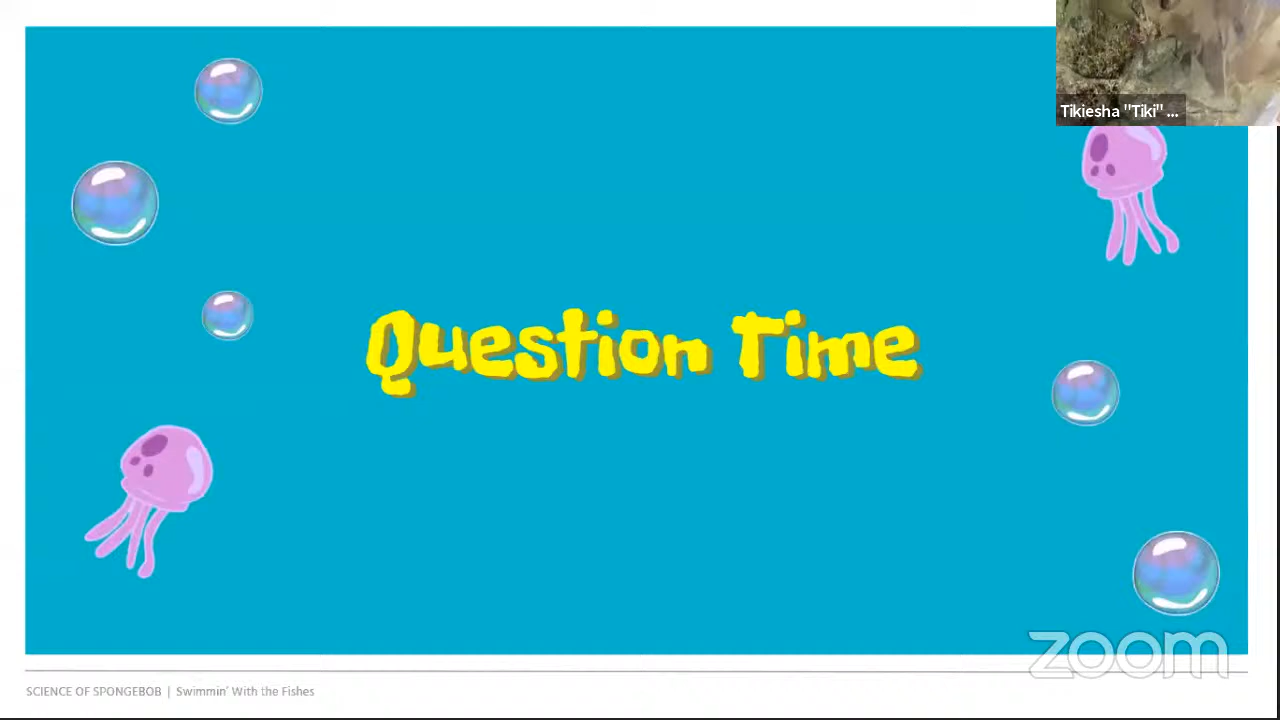 Tikiesha "Tiki" ...
Question Time
zoom
SCIENCE OF SPONGEBOB | Swimmin' With the Fishes